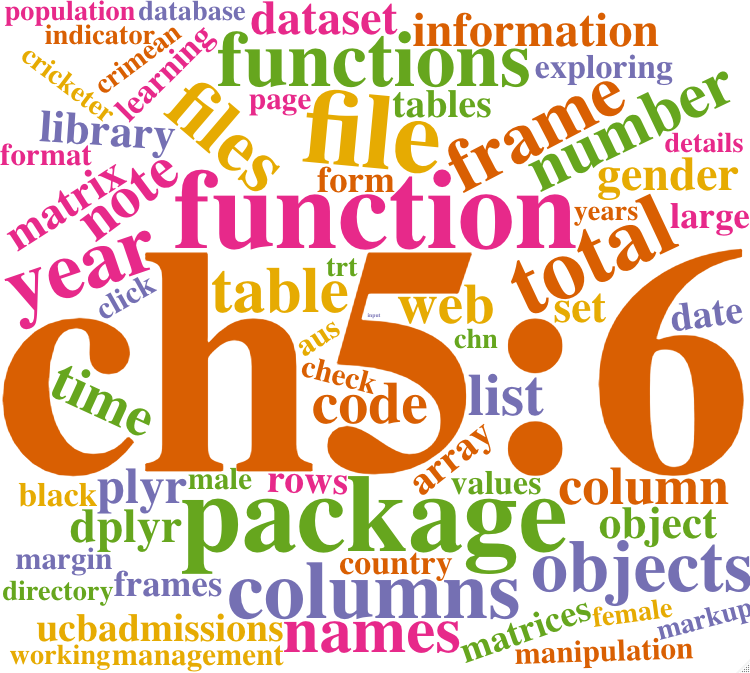 population
database
dataset
information
indicator
crimean
cricketer
learning
functions
exploring
page
tables
library
files
file
frame
number
details
format
form
gender
matrix
note
function
years
large
year
total
trt
click
table
web
set
date
input
aus
chn
ch5:6
check
time
code
list
array
black
plyr
male
rows
values
column
dplyr
package
object
margin
country
objects
directory
frames
columns
matrices
female
markup
ucbadmissions
names
working
management
manipulation